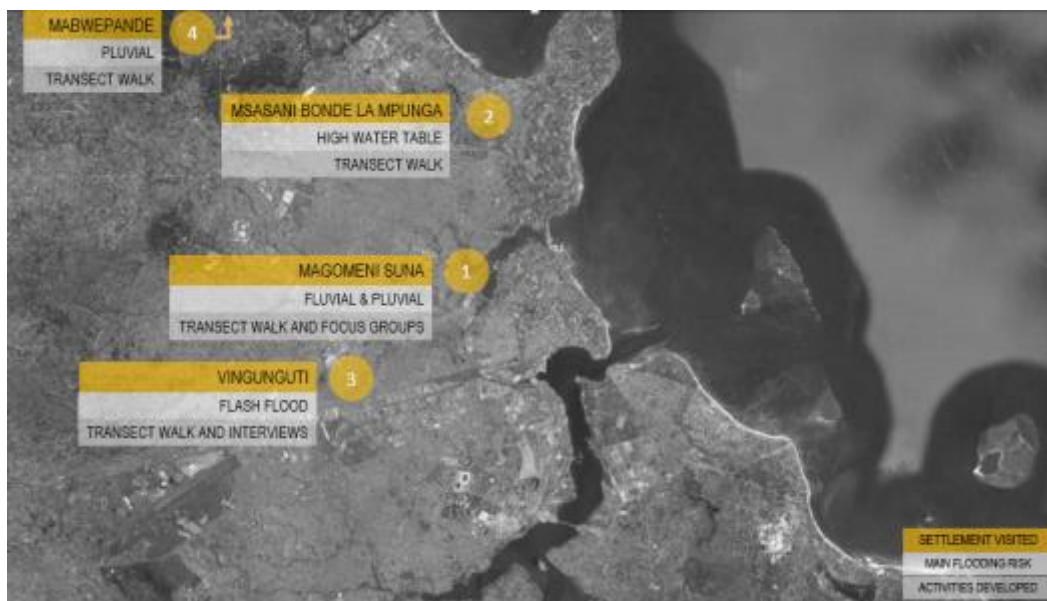 MABWEPANDE
4
PLUVIAL
TRANSECT WALK
MSASANI BONDE LA MPUNGA
2
HIGH WATER TABLE
TRANSECT WALK
MAGOMENI SUNA
1
FLUVIAL & PLUVIAL
TRANSECT WALK AND FOCUS GROUPS
VINGUNGUTI
3
FLASH FLOOD
TRANSECT WALK AND INTERVIEWS
SETTLEMENT VISITED
MAIN FLOODING RISK
ACTIVITIES DEVELOPED